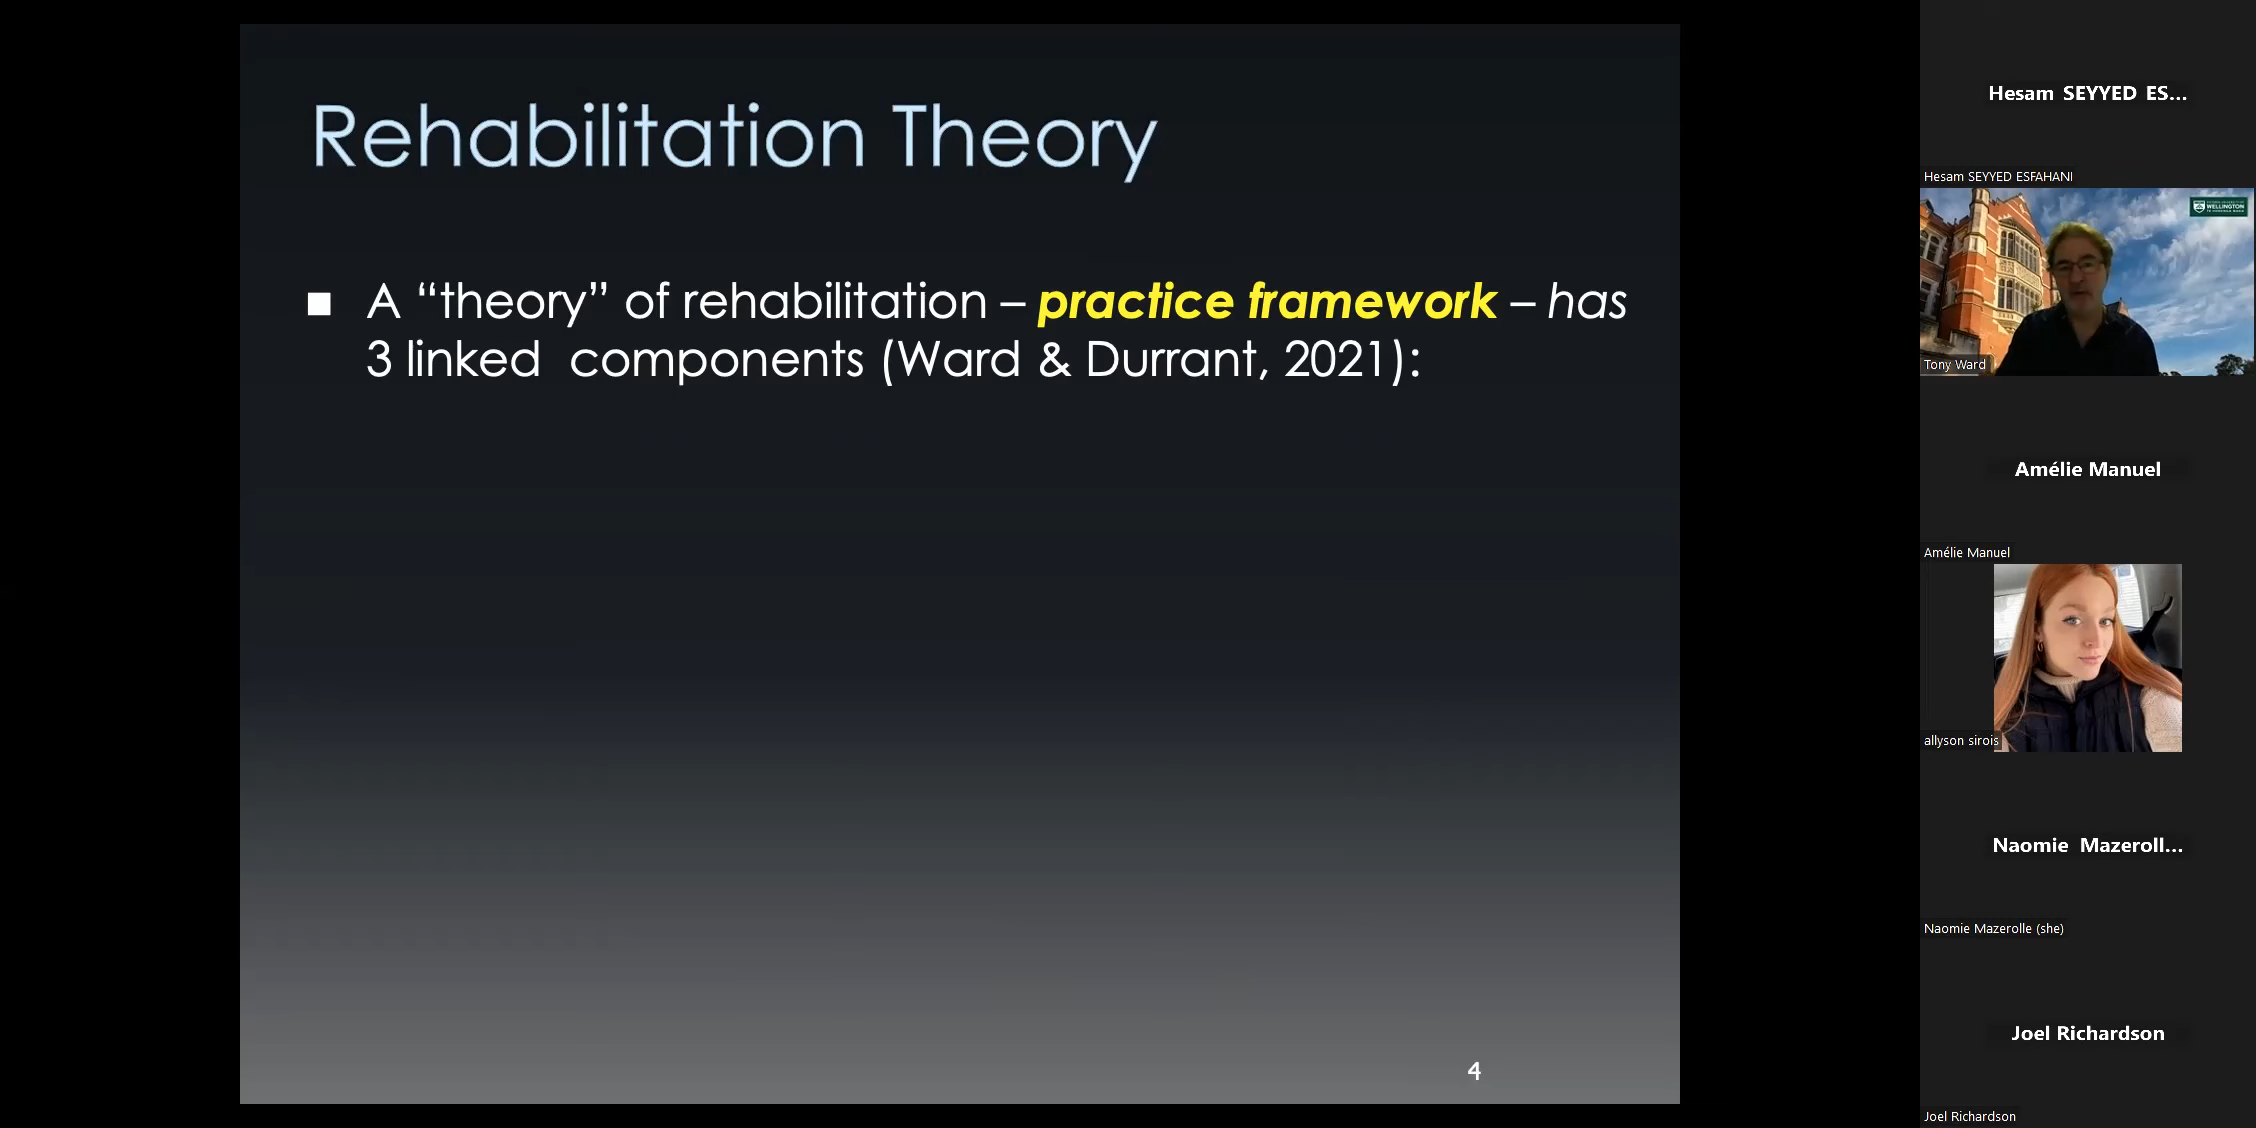 Rehabilitation Theory
A “theory” of rehabilitation – practice framework – has
3 linked  components (Ward & Durrant, 2021):
4
Hesam SEYYED ES...
Hesam SEYYED ESFAHANI
WELLINGTON
Tony Ward
Amélie Manuel
Amélie Manuel
allyson sirois
Naomie Mazeroll...
Naomie Mazerolle (she)
Joel Richardson
Joel Richardson